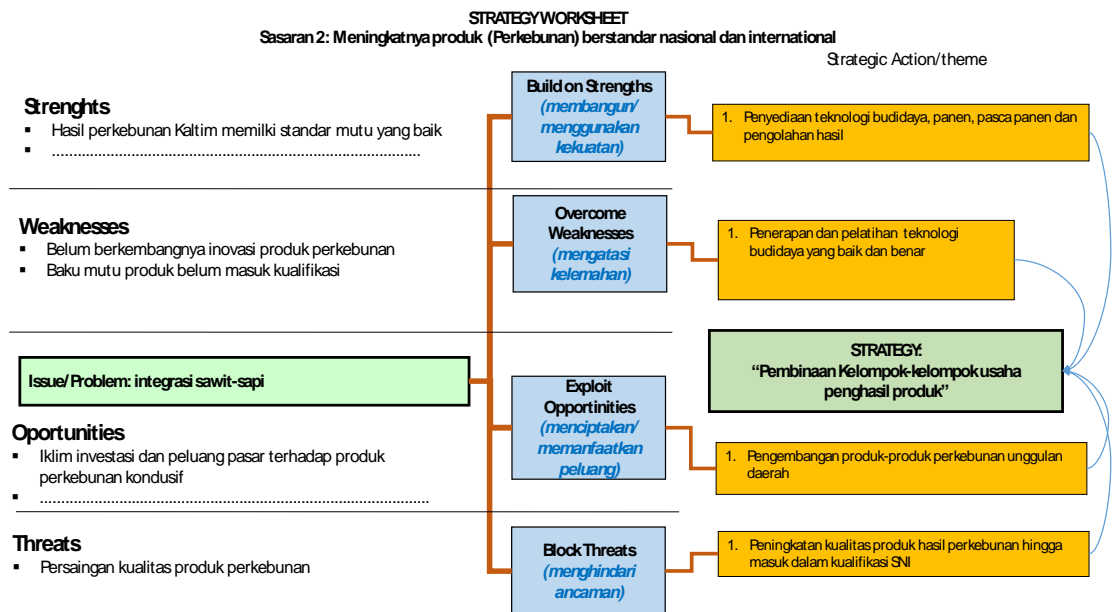 STRATEGY WORKSHEET
Sasaran 2: Meningkatnya produk (Perkebunan) berstandar nasional dan international
Strategic Action/theme
Strenghts
▪ Hasil perkebunan Kaltim memilki standar mutu yang baik
▪ ........................................................................................
Build on Strengths
(membangun/
menggunakan
kekuatan)
1. Penyediaan teknologi budidaya, panen, pasca panen dan
pengolahan hasil
Weaknesses
▪ Belum berkembangnya inovasi produk perkebunan
▪ Baku mutu produk belum masuk kualifikasi
Overcome
Weaknesses
(mengatasi
kelemahan)
1. Penerapan dan pelatihan teknologi
budidaya yang baik dan benar
Issue/ Problem: integrasi sawit-sapi
STRATEGY:
“Pembinaan Kelompok-kelompok usaha
penghasil produk”
Oportunities
▪ Iklim investasi dan peluang pasar terhadap produk
perkebunan kondusif
▪ ............................................................................................
Exploit
Opportinities
(menciptakan/
memanfaatkan
peluang)
1. Pengembangan produk-produk perkebunan unggulan
daerah
Threats
▪ Persaingan kualitas produk perkebunan
Block Threats
(menghindari
ancaman)
1. Peningkatan kualitas produk hasil perkebunan hingga
masuk dalam kualifikasi SNI